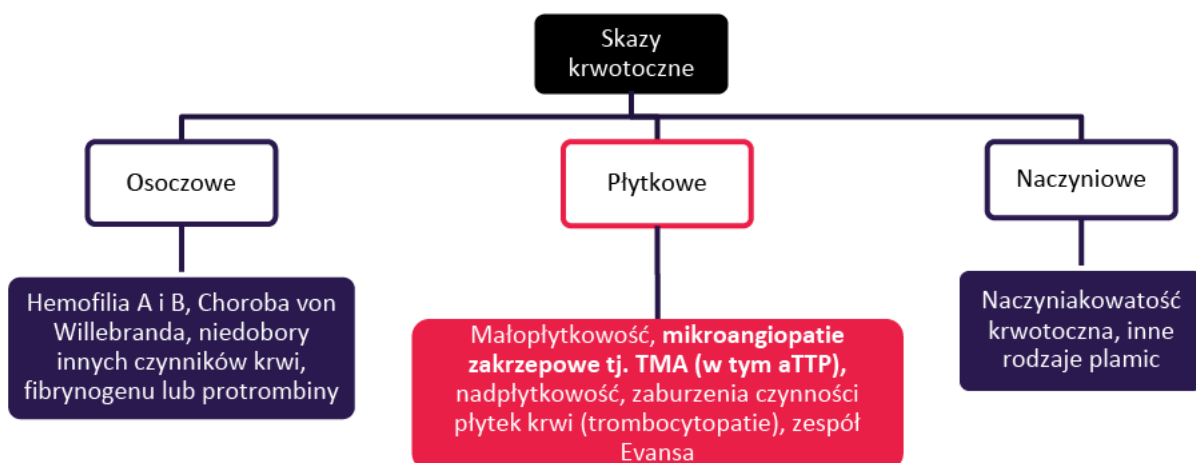 Skazy
krwotoczne
Osoczowe
Płytkowe
Naczyniowe
Hemofilia A i B, Choroba von
Willebranda, niedobory
innych czynników krwi,
fibrynogenu lub protrombiny
Małopłytkowość, mikroangiopatie
zakrzepowe tj. TMA (w tym aTTP),
nadpłytkowość, zaburzenia czynności
płytek krwi (trombocytopatie), zespół
Evansa
Naczyniakowatość
krwotoczna, inne
rodzaje plamic